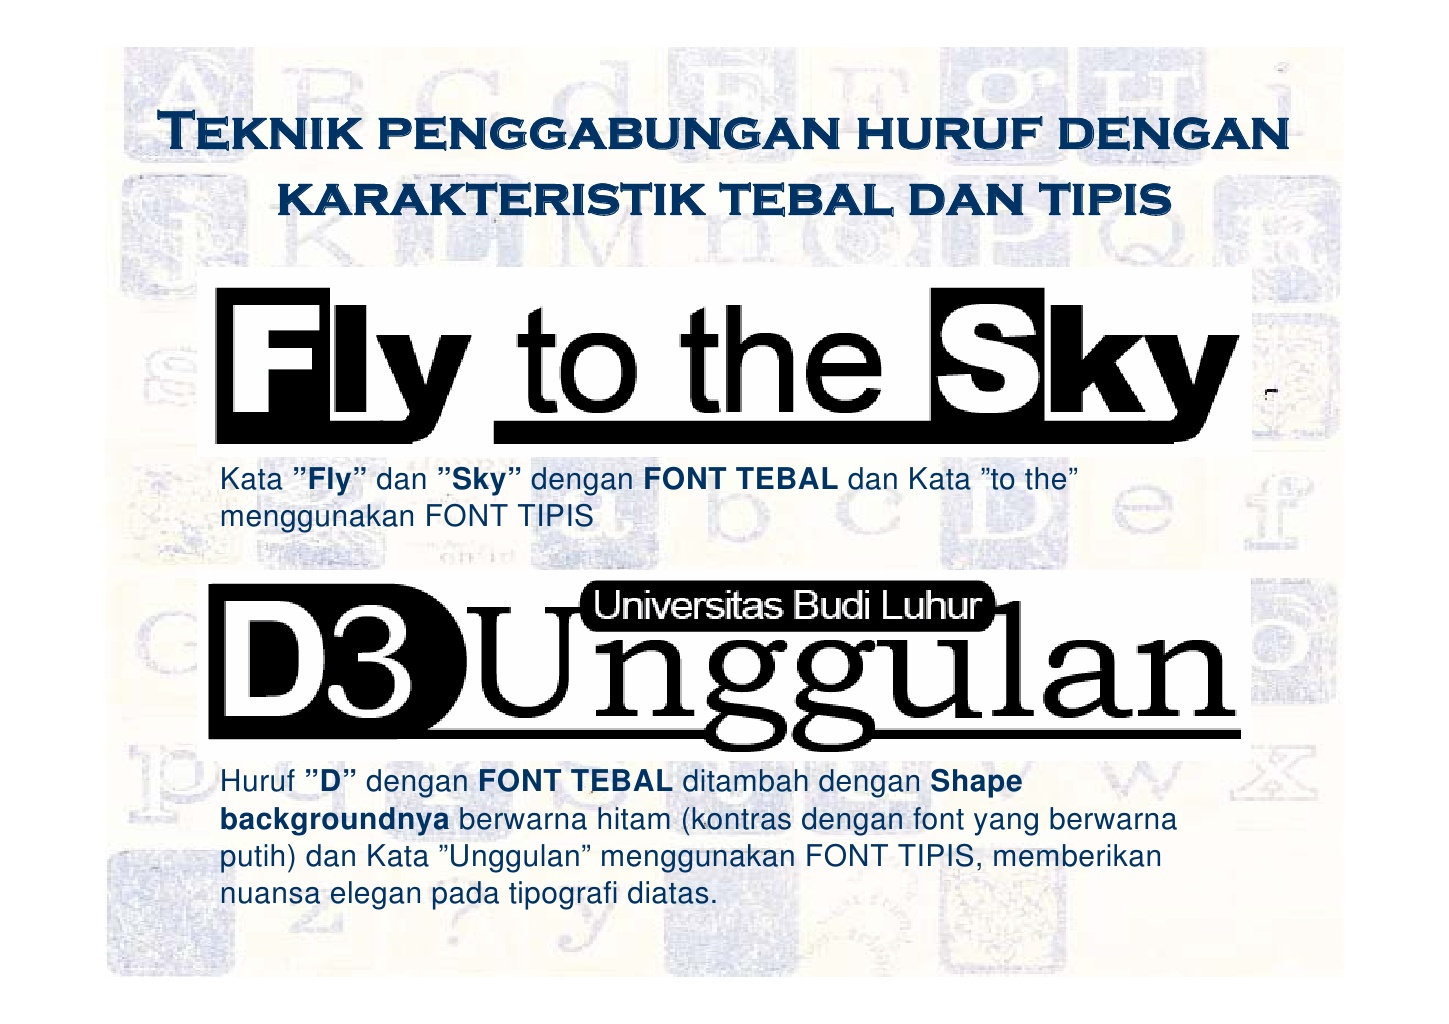 TEKNIK PENGGABUNGAN HURUF DENGAN
KARAKTERISTIK TEBAL DAN TIPIS
Fly to the Sky
Kata ”Fly” dan ”Sky” dengan FONT TEBAL dan Kata ”to the”
menggunakan FONT TIPIS
Universitas Budi Luhur
D3 Unggulan
Huruf ”D” dengan FONT TEBAL ditambah dengan Shape
backgroundnya berwarna hitam (kontras dengan font yang berwarna
putih) dan Kata ”Unggulan” menggunakan FONT TIPIS, memberikan
nuansa elegan pada tipografi diatas.